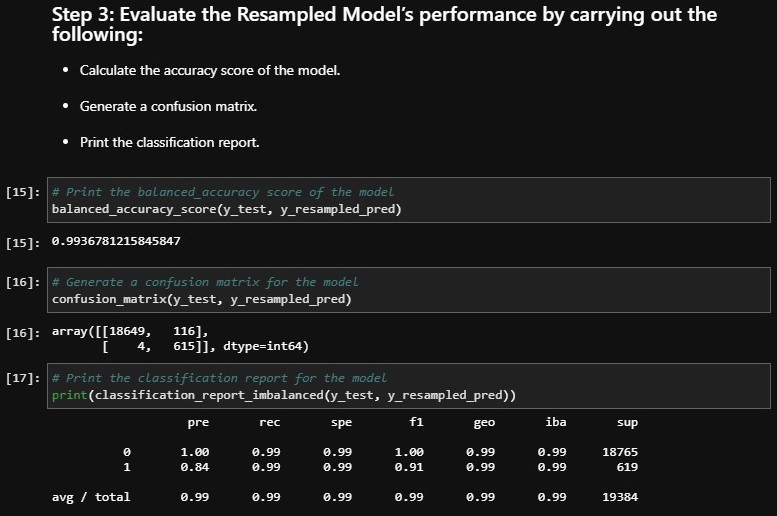 Step 3: Evaluate the Resampled Model's performance by carrying out the
following:
• Calculate the accuracy score of the model.
• Generate a confusion matrix.
• Print the classification report.
[15]: # Print the balanced_accuracy score of the model
balanced_accuracy_score(y_test, y_resampled_pred)
[15]: 0.9936781215845847
[16]: # Generate a confusion matrix for the model
confusion_matrix(y_test, y_resampled_pred)
[16]: array([[18649, 116],
[ 4, 615]], dtype=int64)
[17]: # Print the classification report for the model
print(classification_report_imbalanced(y_test, y_resampled_pred))
pre rec spe f1 geo iba sup
0 1.00 0.99 0.99 1.00 0.99 0.99 18765
1 0.84 0.99 0.99 0.91 0.99 0.99 619
avg / total 0.99 0.99 0.99 0.99 0.99 0.99 19384